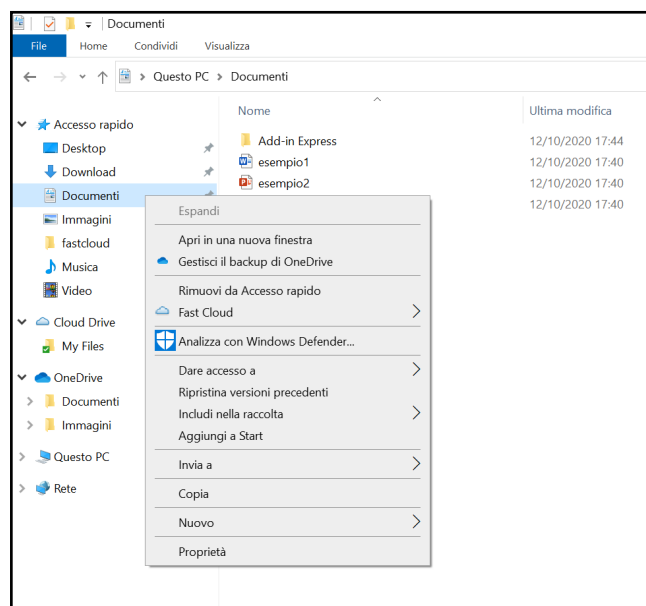 Documenti
File Home Condividi Visualizza
Questo PC > Documenti
Nome Ultima modifica
Accesso rapido
Desktop
Download
Documenti
Immagini
fastcloud
Musica
Video
Cloud Drive
My Files
OneDrive
Documenti
Immagini
Questo PC
Rete
Add-in Express 12/10/2020 17:44
esempio1 12/10/2020 17:40
esempio2 12/10/2020 17:40
12/10/2020 17:40
Espandi
Apri in una nuova finestra
Gestisci il backup di OneDrive
Rimuovi da Accesso rapido
Fast Cloud
Analizza con Windows Defender...
Dare accesso a
Ripristina versioni precedenti
Includi nella raccolta
Aggiungi a Start
Invia a
Copia
Nuovo
Proprietà